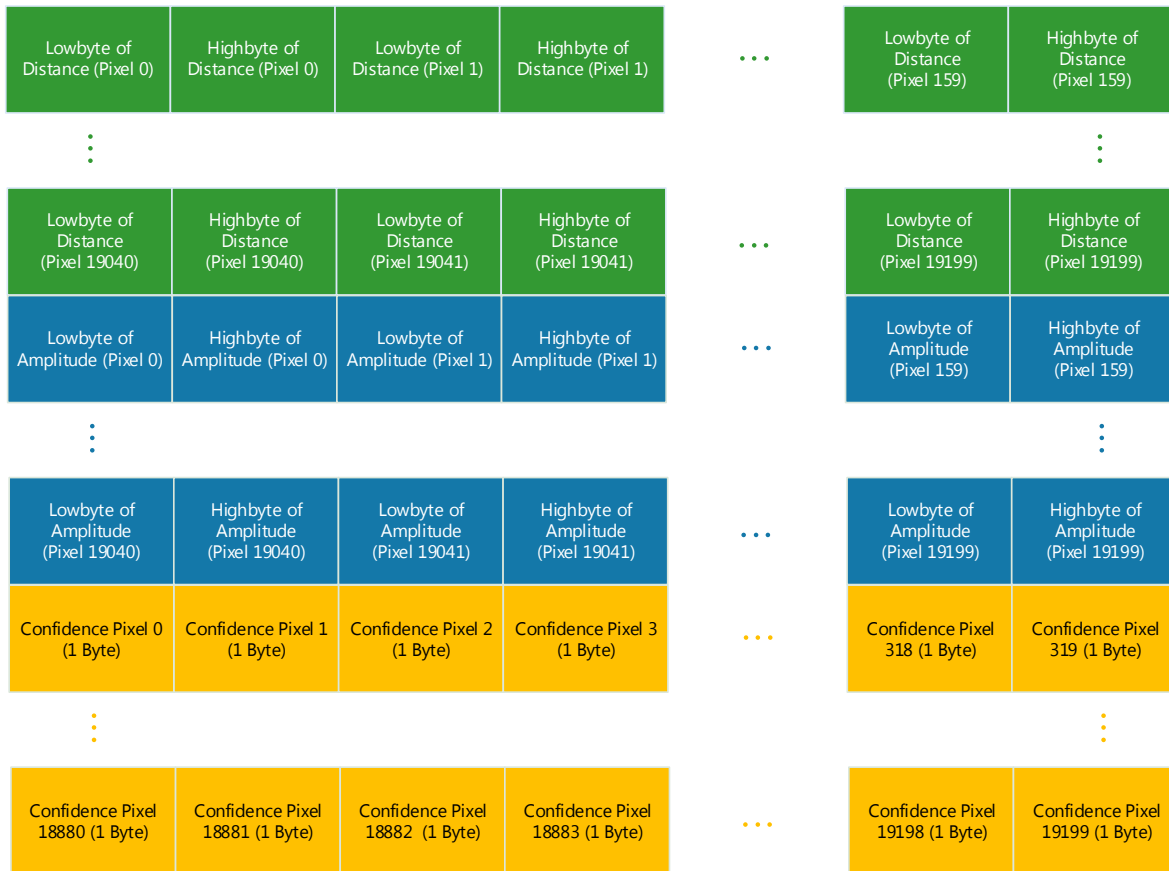 Lowbyte of
Distance (Pixel 0)
Highbyte of
Distance (Pixel 0)
Lowbyte of
Distance (Pixel 1)
Highbyte of
Distance (Pixel 1)
Lowbyte of
Distance
(Pixel 159)
Highbyte of
Distance
(Pixel 159)
Lowbyte of
Distance
(Pixel 19040)
Highbyte of
Distance
(Pixel 19040)
Lowbyte of
Distance
(Pixel 19041)
Highbyte of
Distance
(Pixel 19041)
Lowbyte of
Distance
(Pixel 19199)
Highbyte of
Distance
(Pixel 19199)
Lowbyte of
Amplitude (Pixel 0)
Highbyte of
Amplitude (Pixel 0)
Lowbyte of
Amplitude (Pixel 1)
Highbyte of
Amplitude (Pixel 1)
Lowbyte of
Amplitude
(Pixel 159)
Highbyte of
Amplitude
(Pixel 159)
Lowbyte of
Amplitude
(Pixel 19040)
Highbyte of
Amplitude
(Pixel 19040)
Lowbyte of
Amplitude
(Pixel 19041)
Highbyte of
Amplitude
(Pixel 19041)
Lowbyte of
Amplitude
(Pixel 19199)
Highbyte of
Amplitude
(Pixel 19199)
Confidence Pixel 0
(1 Byte)
Confidence Pixel 1
(1 Byte)
Confidence Pixel 2
(1 Byte)
Confidence Pixel 3
(1 Byte)
Confidence Pixel
318 (1 Byte)
Confidence Pixel
319 (1 Byte)
Confidence Pixel
18880 (1 Byte)
Confidence Pixel
18881 (1 Byte)
Confidence Pixel
18882 (1 Byte)
Confidence Pixel
18883 (1 Byte)
Confidence Pixel
19198 (1 Byte)
Confidence Pixel
19199 (1 Byte)